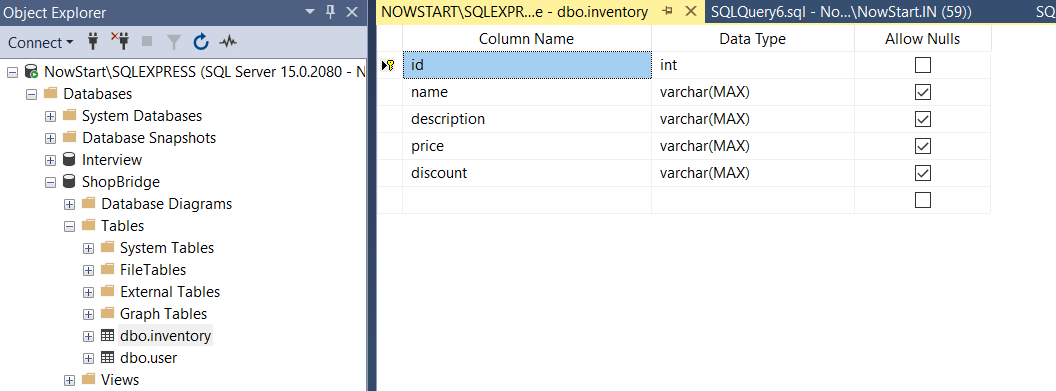 Object Explorer
Connect
NowStart\SQLEXPRESS (SQL Server 15.0.2080 - N
Databases
System Databases
Database Snapshots
Interview
ShopBridge
Database Diagrams
Tables
System Tables
FileTables
External Tables
Graph Tables
dbo.inventory
dbo.user
Views
NOWSTART\SQLEXPR...e - dbo.inventory
SQLQuery6.sql - No...\NowStart.IN (59))
SQ
Column Name Data Type Allow Nulls
id int
name varchar(MAX)
description varchar(MAX)
price varchar(MAX)
discount varchar(MAX)